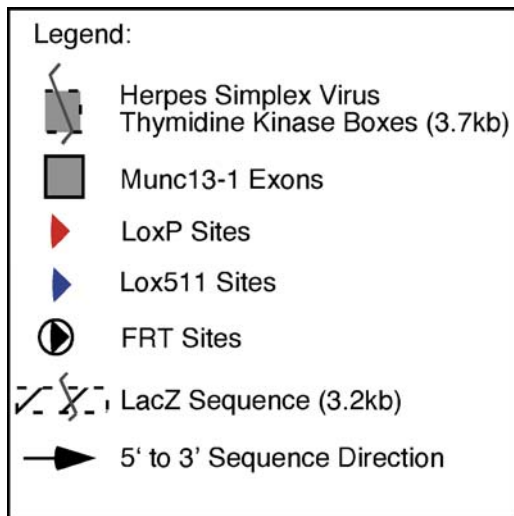 Legend:
Herpes Simplex Virus
Thymidine Kinase Boxes (3.7kb)
Munc13-1 Exons
LoxP Sites
Lox511 Sites
FRT Sites
LacZ Sequence (3.2kb)
5‘ to 3’ Sequence Direction